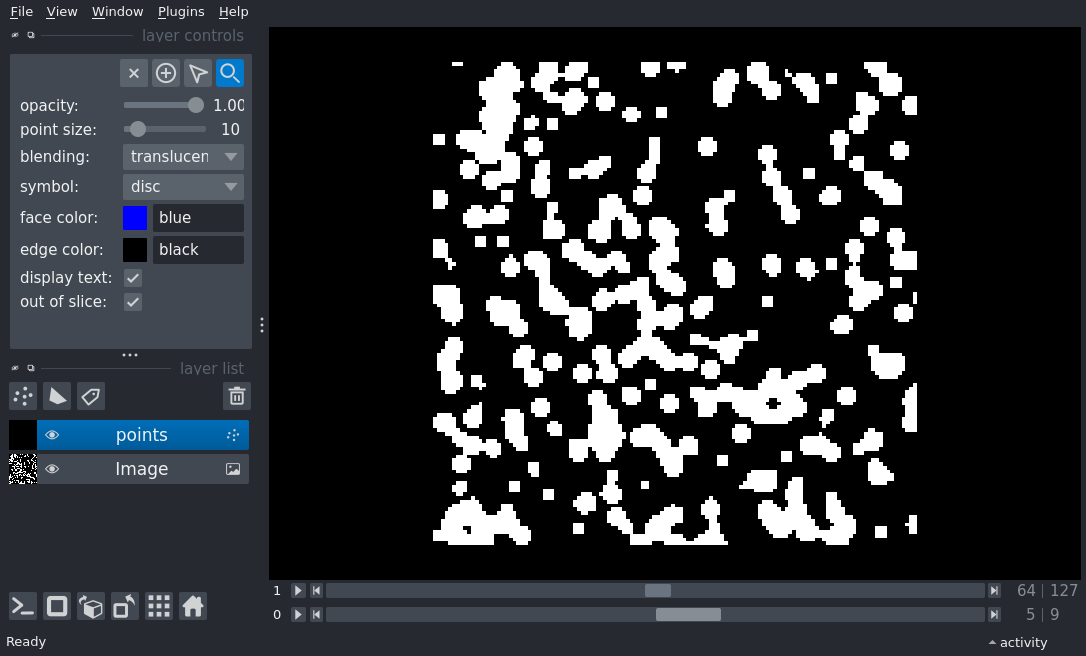 File View Window Plugins Help
layer controls
opacity: 1.00
point size: 10
blending: translucen
symbol: disc
face color: blue
edge color: black
display text:
out of slice:
layer list
points
Image
1 64 127
0 5 9
Ready activity